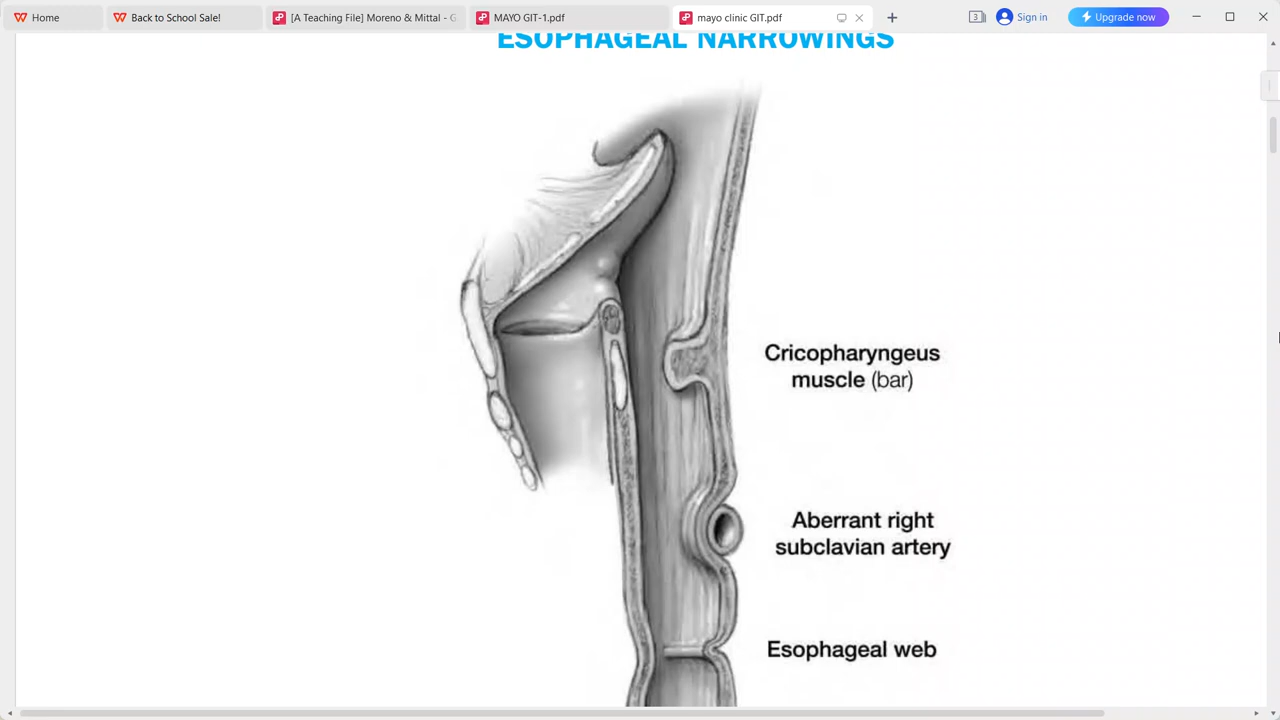 Home
Back to School Sale!
[A Teaching File] Moreno & Mittal - G
MAYO GIT-1.pdf
mayo clinic GIT.pdf
3
Sign in
Upgrade now
ESOPHAGEAL NARROWINGS
Cricopharyngeus
muscle (bar)
Aberrant right
subclavian artery
Esophageal web